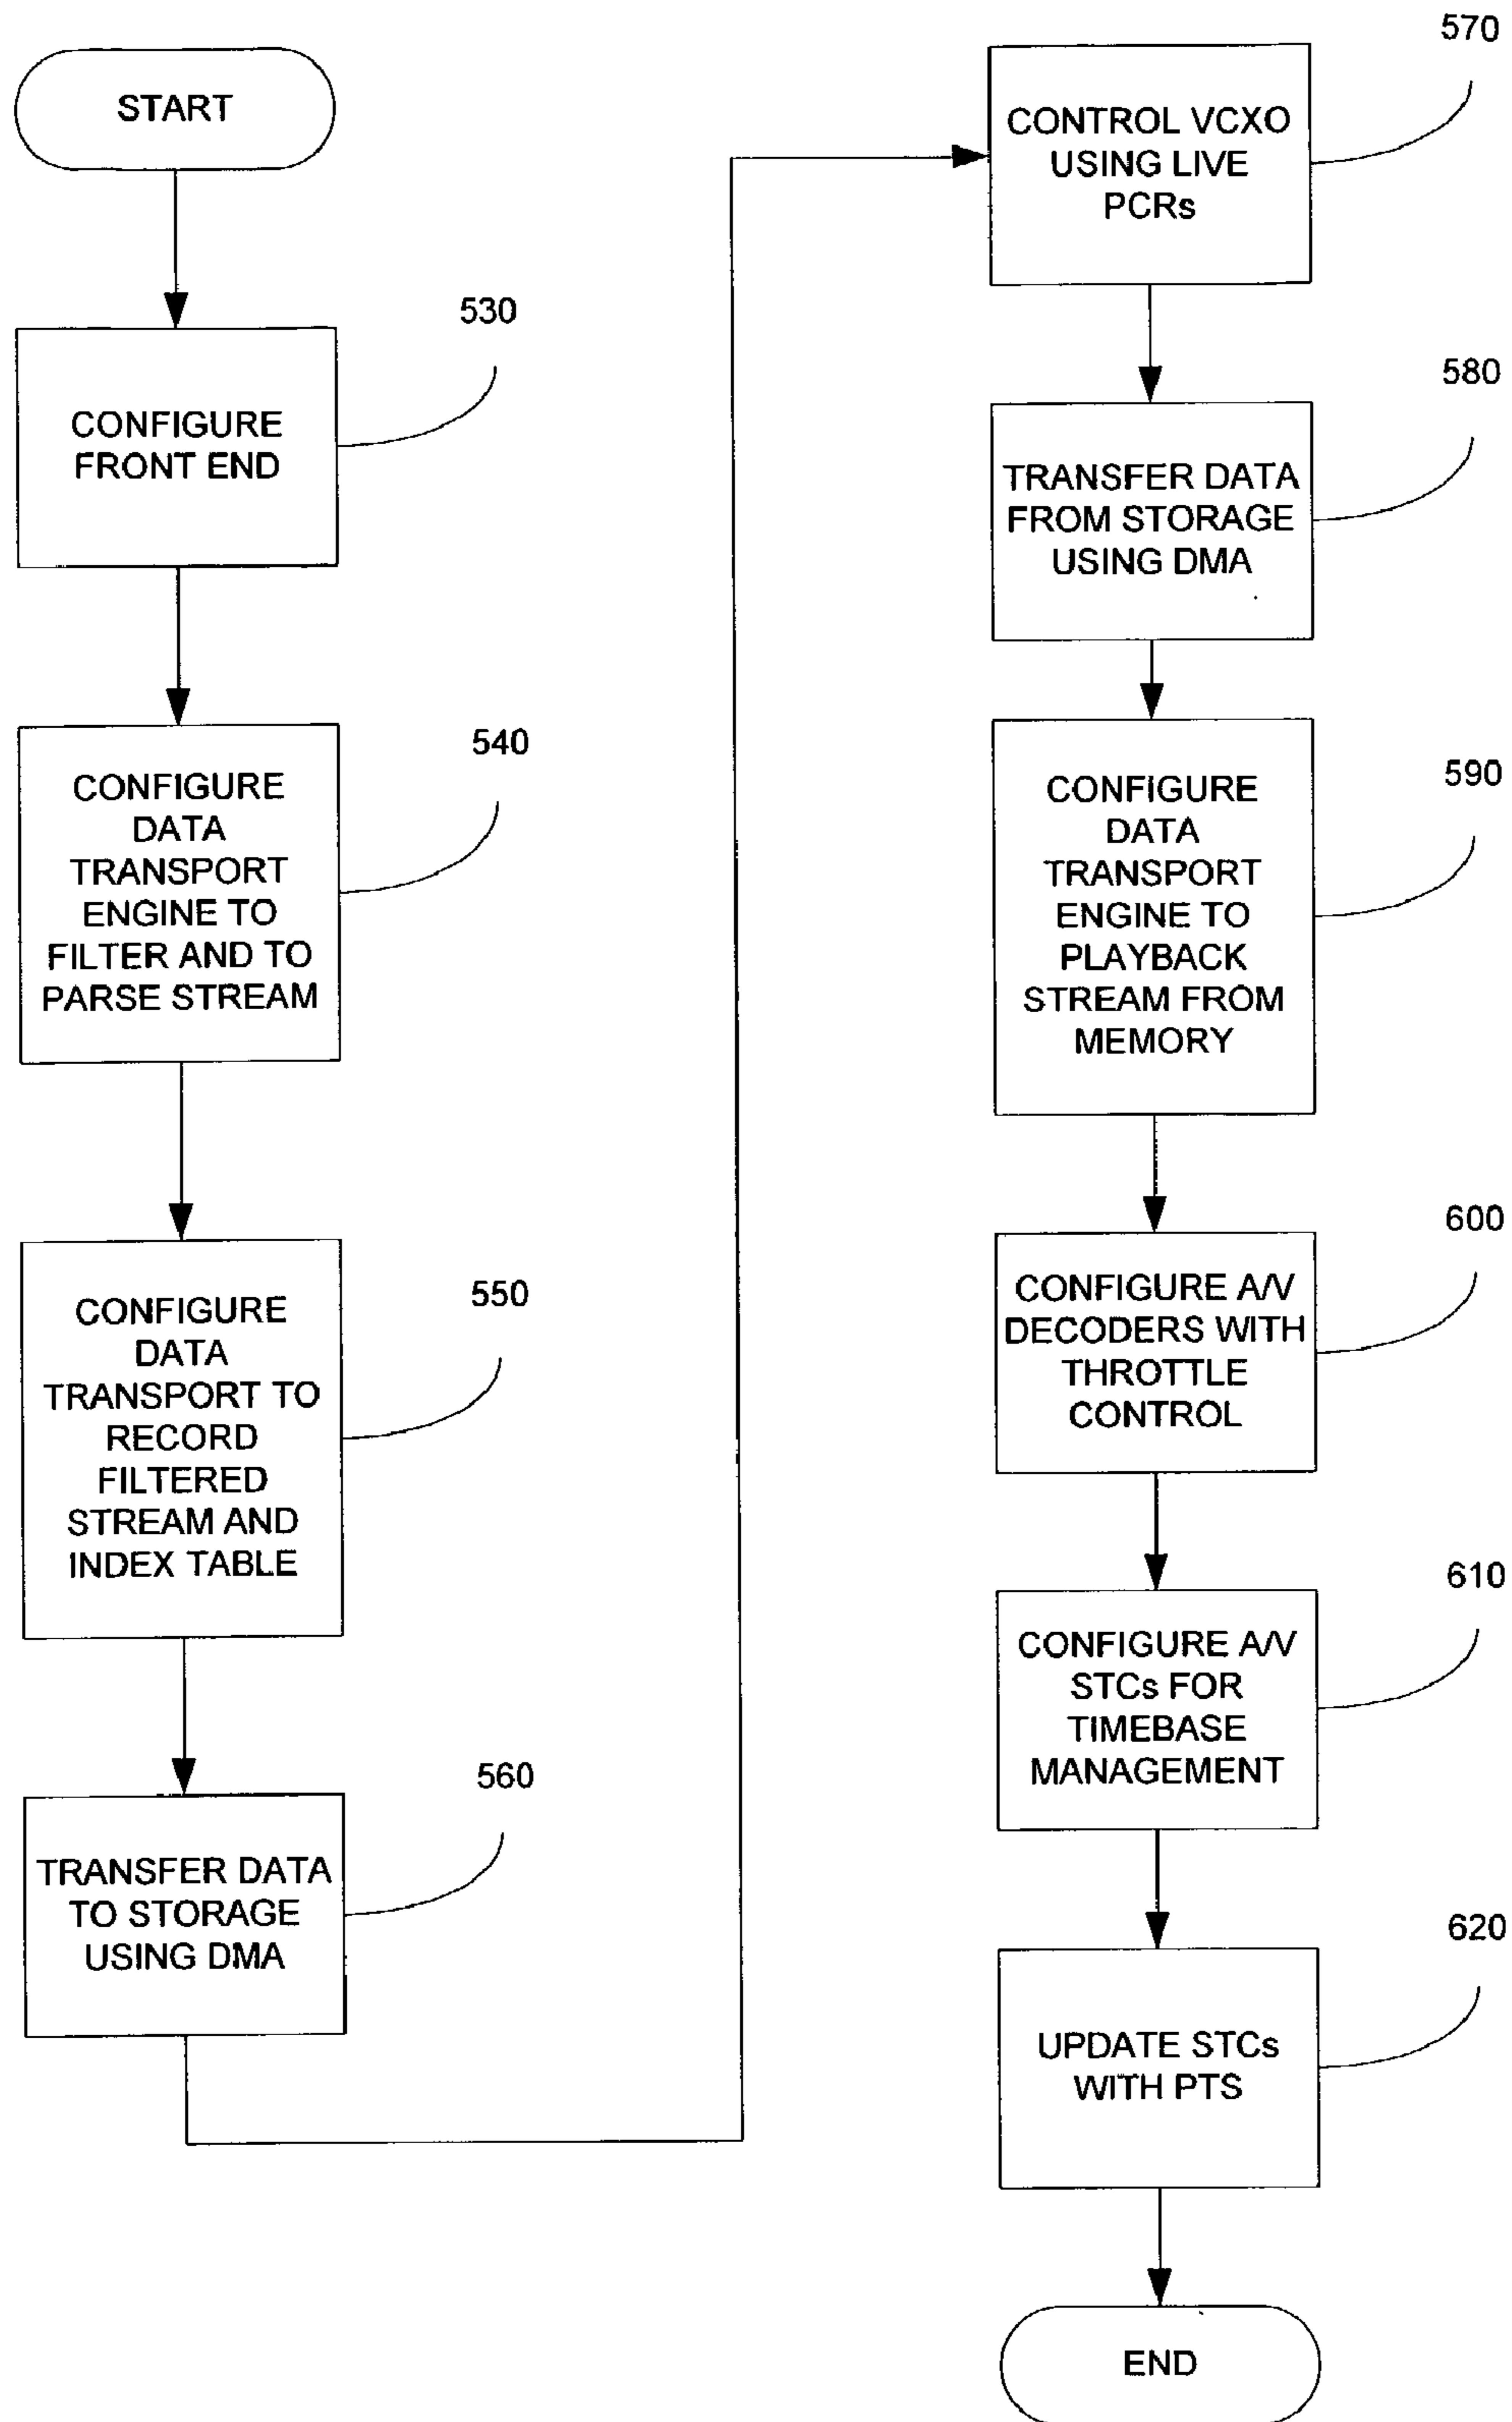 START
530
CONFIGURE
FRONT END
540
CONFIGURE
DATA
TRANSPORT
ENGINE TO
FILTER AND TO
PARSE STREAM
550
CONFIGURE
DATA
TRANSPORT TO
RECORD
FILTERED
STREAM AND
INDEX TABLE
560
TRANSFER DATA
TO STORAGE
USING DMA
570
CONTROL VCXO
USING LIVE
PCRs
580
TRANSFER DATA
FROM STORAGE
USING DMA
590
CONFIGURE
DATA
TRANSPORT
ENGINE TO
PLAYBACK
STREAM FROM
MEMORY
600
CONFIGURE A/V
DECODERS WITH
THROTTLE
CONTROL
610
CONFIGURE A/V
STCs FOR
TIMEBASE
MANAGEMENT
620
UPDATE STCs
WITH PTS
END